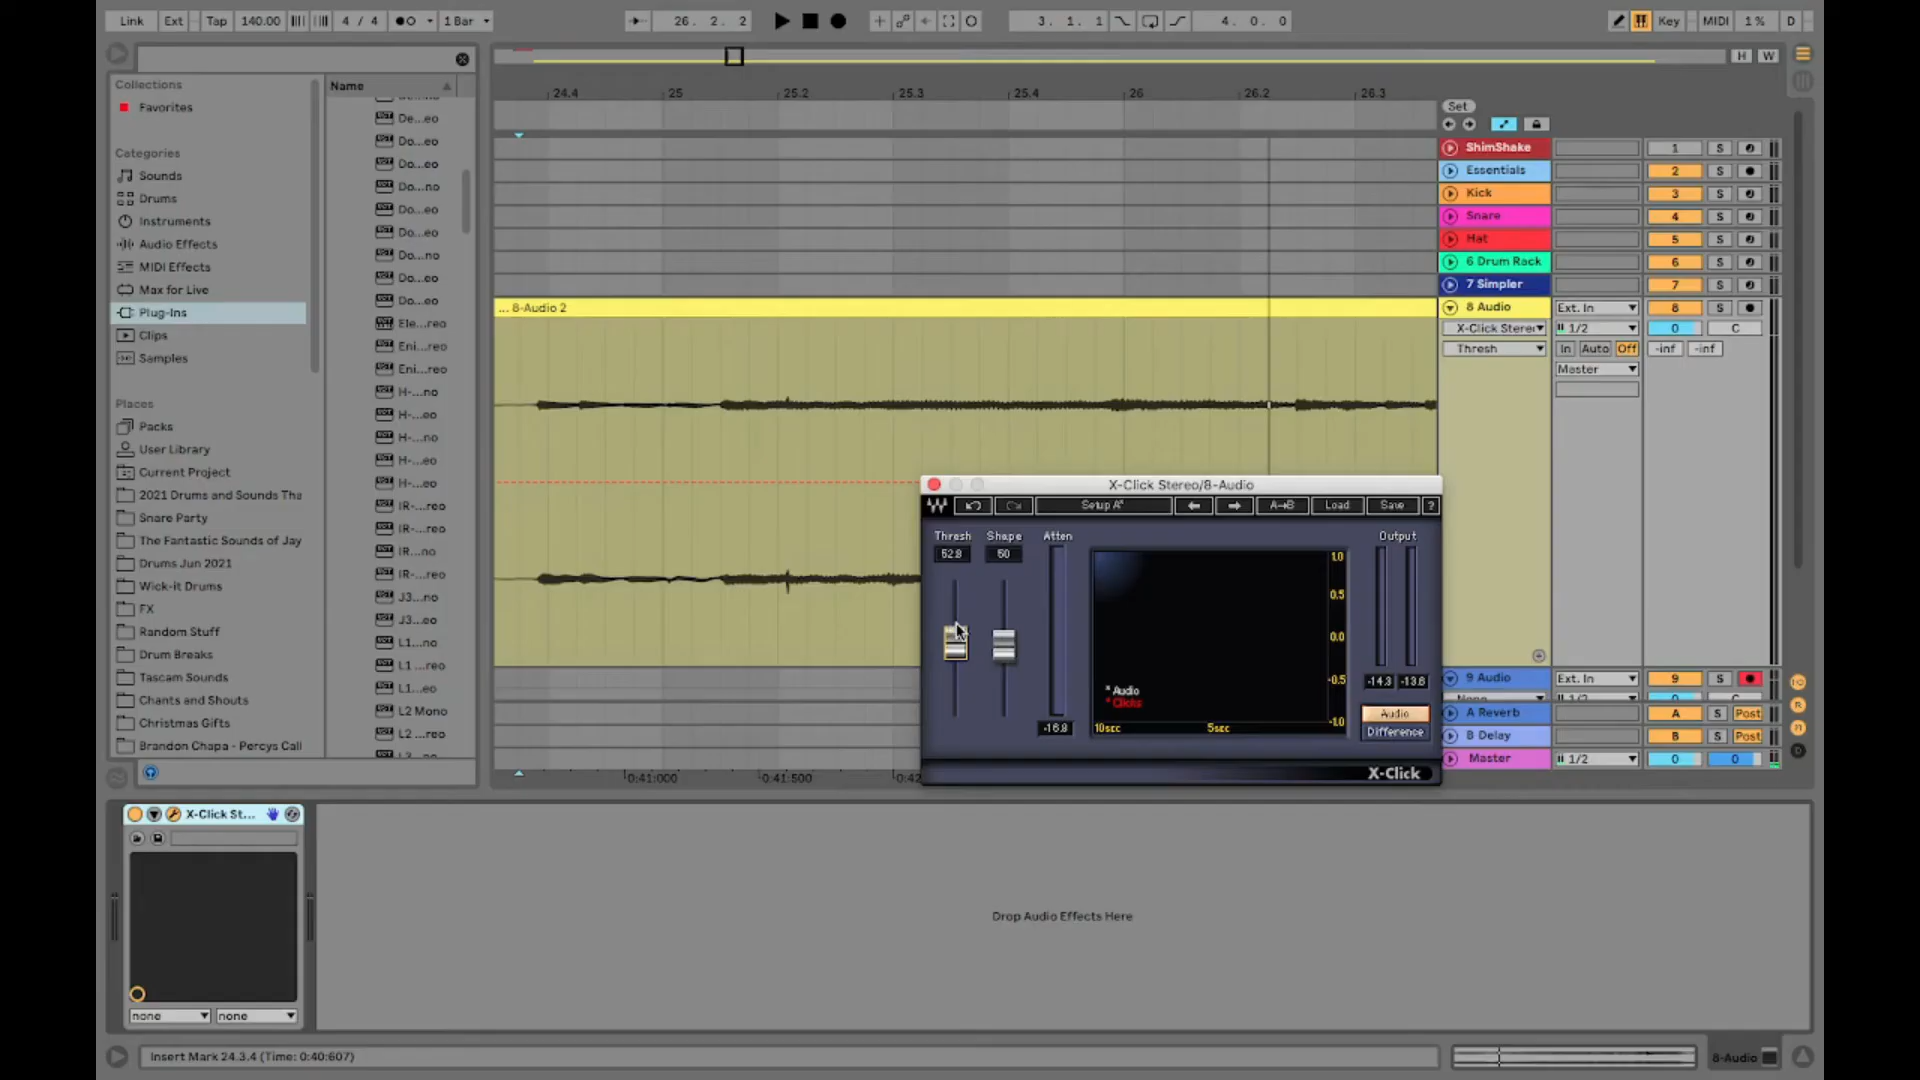 Link Ext Tap 140.00 4 / 4 1 Bar 26. 2. 2 3. 1. 1 4. 0. 0 Key MIDI 1 % D
H W
Collections
Favorites
Categories
Sounds
Drums
Instruments
Audio Effects
MIDI Effects
Max for Live
Plug-Ins
Clips
Samples
Places
Packs
User Library
Current Project
2021 Drums and Sounds Tha
Snare Party
The Fantastic Sounds of Jay
Drums Jun 2021
Wick-it Drums
FX
Random Stuff
Drum Breaks
Tascam Sounds
Chants and Shouts
Christmas Gifts
Brandon Chapa - Percys Call
Name
De...eo
Do...eo
Do...eo
Do...no
Do...eo
Do...eo
Do...no
Do...eo
Do...eo
Ele...reo
Eni...reo
Eni...reo
H-...no
H-...eo
H-...no
H-...eo
H-...eo
IR-...reo
IR-...reo
IR...no
IR-...reo
J3...no
J3...eo
L1...no
L1 ...reo
L1...eo
L2 Mono
L2 ...reo
24.4 25 25.2 25.3 25.4 26 26.2 26.3
... 8-Audio 2
0:41:000 0:41:500 0:42
Set
ShimShake 1 S
Essentials 2 S
Kick 3 S
Snare 4 S
Hat 5 S
6 Drum Rack 6 S
7 Simpler 7 S
8 Audio Ext. In 8 S
X-Click Stereo 1/2 0 C
Thresh In Auto Off -inf -inf
Master
9 Audio Ext. In 9 S
A Reverb A S Post
B Delay B S Post
Master 1/2 0 0
X-Click Stereo/8-Audio
Setup A* A→B Load Save ?
Thresh Shape Atten Output
52.8 50
1.0
0.5
0.0
-0.5
-1.0
* Audio
* Clicks
10sec 5sec
-16.8
-14.3 -13.8
Audio
Difference
X-Click
X-Click St...
none none
Drop Audio Effects Here
Insert Mark 24.3.4 (Time: 0:40:607)
8-Audio